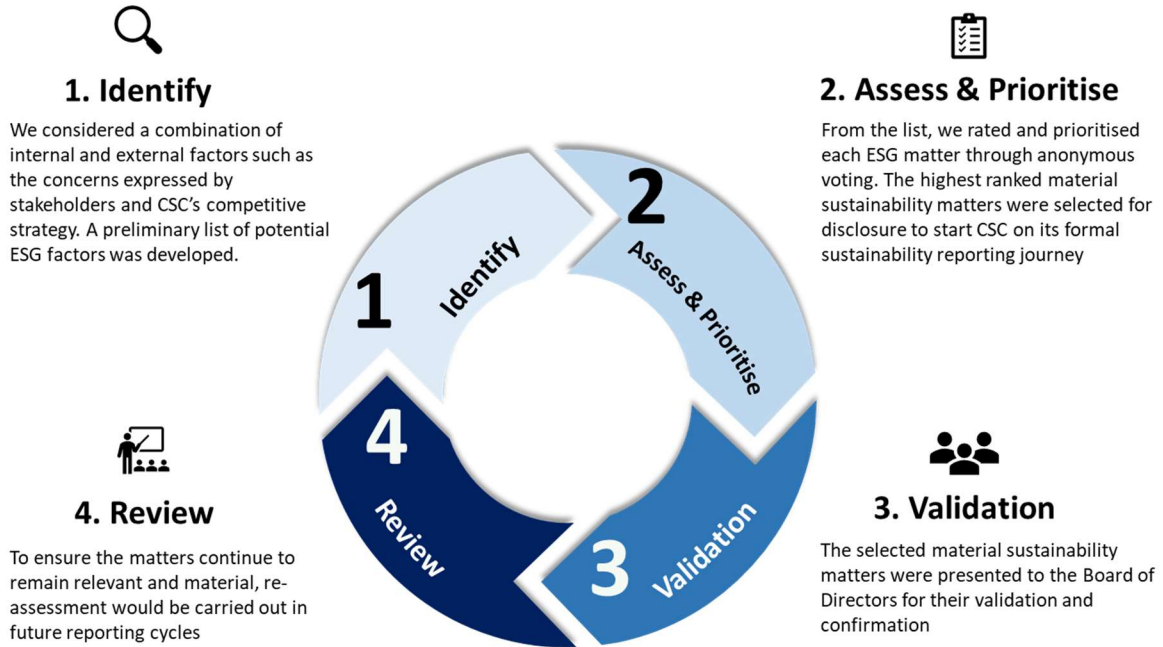 1. Identify
We considered a combination of
internal and external factors such as
the concerns expressed by
stakeholders and CSC's competitive
strategy. A preliminary list of potential
ESG factors was developed.
2. Assess & Prioritise
From the list, we rated and prioritised
each ESG matter through anonymous
voting. The highest ranked material
sustainability matters were selected for
disclosure to start CSC on its formal
sustainability reporting journey
1
Identify
2
Assess & Prioritise
3
Validation
4
Review
3. Validation
The selected material sustainability
matters were presented to the Board of
Directors for their validation and
confirmation
4. Review
To ensure the matters continue to
remain relevant and material, re-
assessment would be carried out in
future reporting cycles